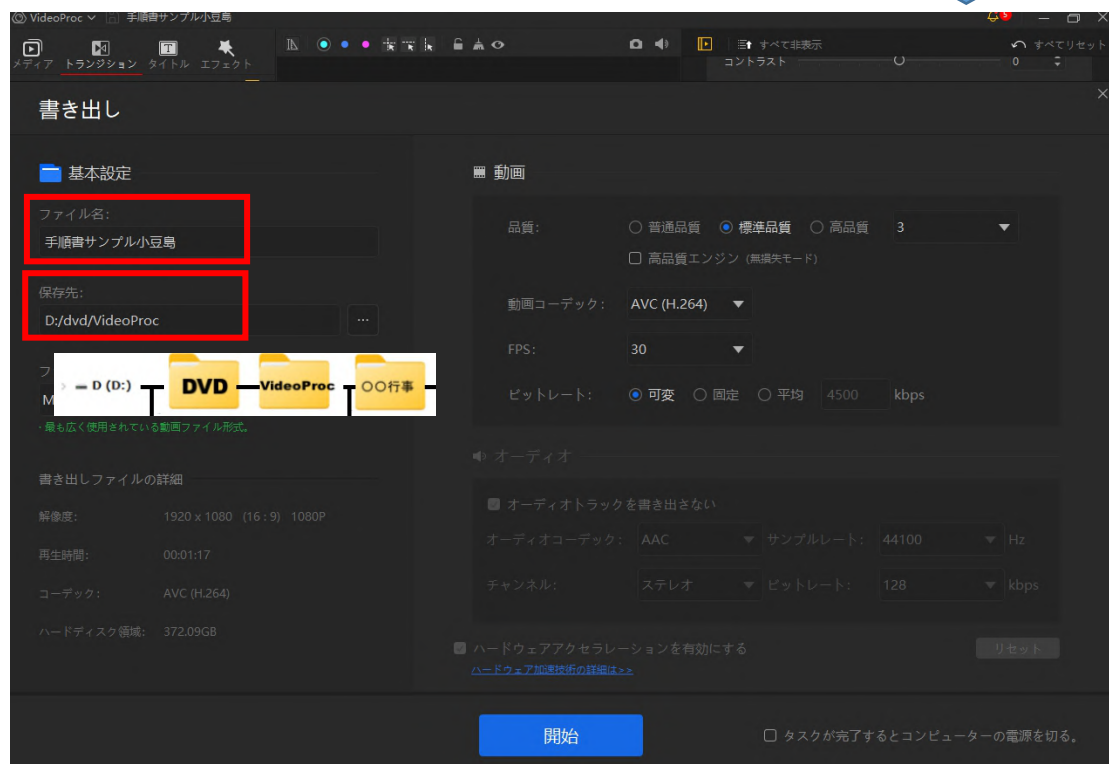 VideoProc 手順書サンプル小豆島
5
メディア トランジション タイトル エフェクト
すべて非表示 すべてリセット
コントラスト 0
書き出し
基本設定
ファイル名:
手順書サンプル小豆島
保存先:
D:/dvd/VideoProc ...
フ
D (D:) DVD VideoProc 〇〇行事
M
・最も広く使用されている動画ファイル形式。
書き出しファイルの詳細
解像度: 1920 x 1080 (16 : 9) 1080P
再生時間: 00:01:17
コーデック: AVC (H.264)
ハードディスク領域: 372.09GB
動画
品質: 普通品質 標準品質 高品質 3
高品質エンジン (無損失モード)
動画コーデック: AVC (H.264)
FPS: 30
ビットレート: 可変 固定 平均 4500 kbps
オーディオ
オーディオトラックを書き出さない
オーディオコーデック: AAC サンプルレート: 44100 Hz
チャンネル: ステレオ ビットレート: 128 kbps
ハードウェアアクセラレーションを有効にする リセット
ハードウェア加速技術の詳細は>>
開始 タスクが完了するとコンピューターの電源を切る。